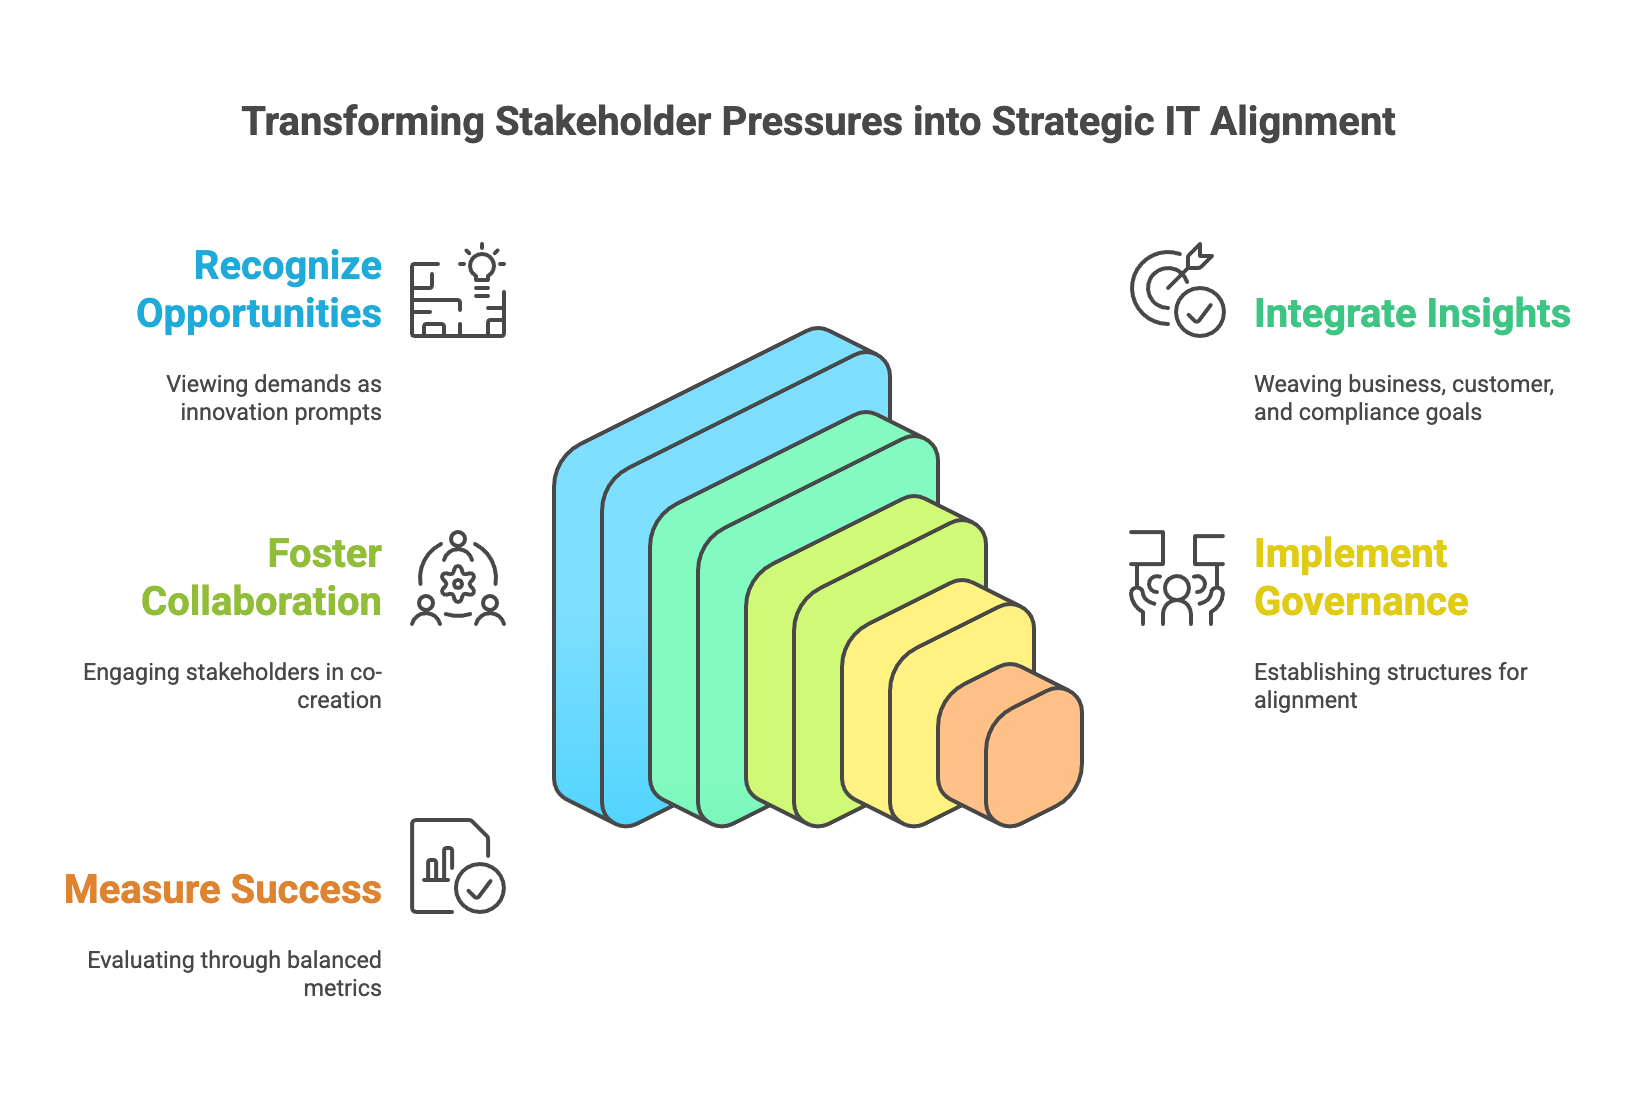 Transforming Stakeholder Pressures into Strategic IT Alignment
Recognize
Opportunities
Viewing demands as
innovation prompts
Integrate Insights
Weaving business, customer,
and compliance goals
Foster
Collaboration
Engaging stakeholders in co-
creation
Implement
Governance
Establishing structures for
alignment
Measure Success
Evaluating through balanced
metrics